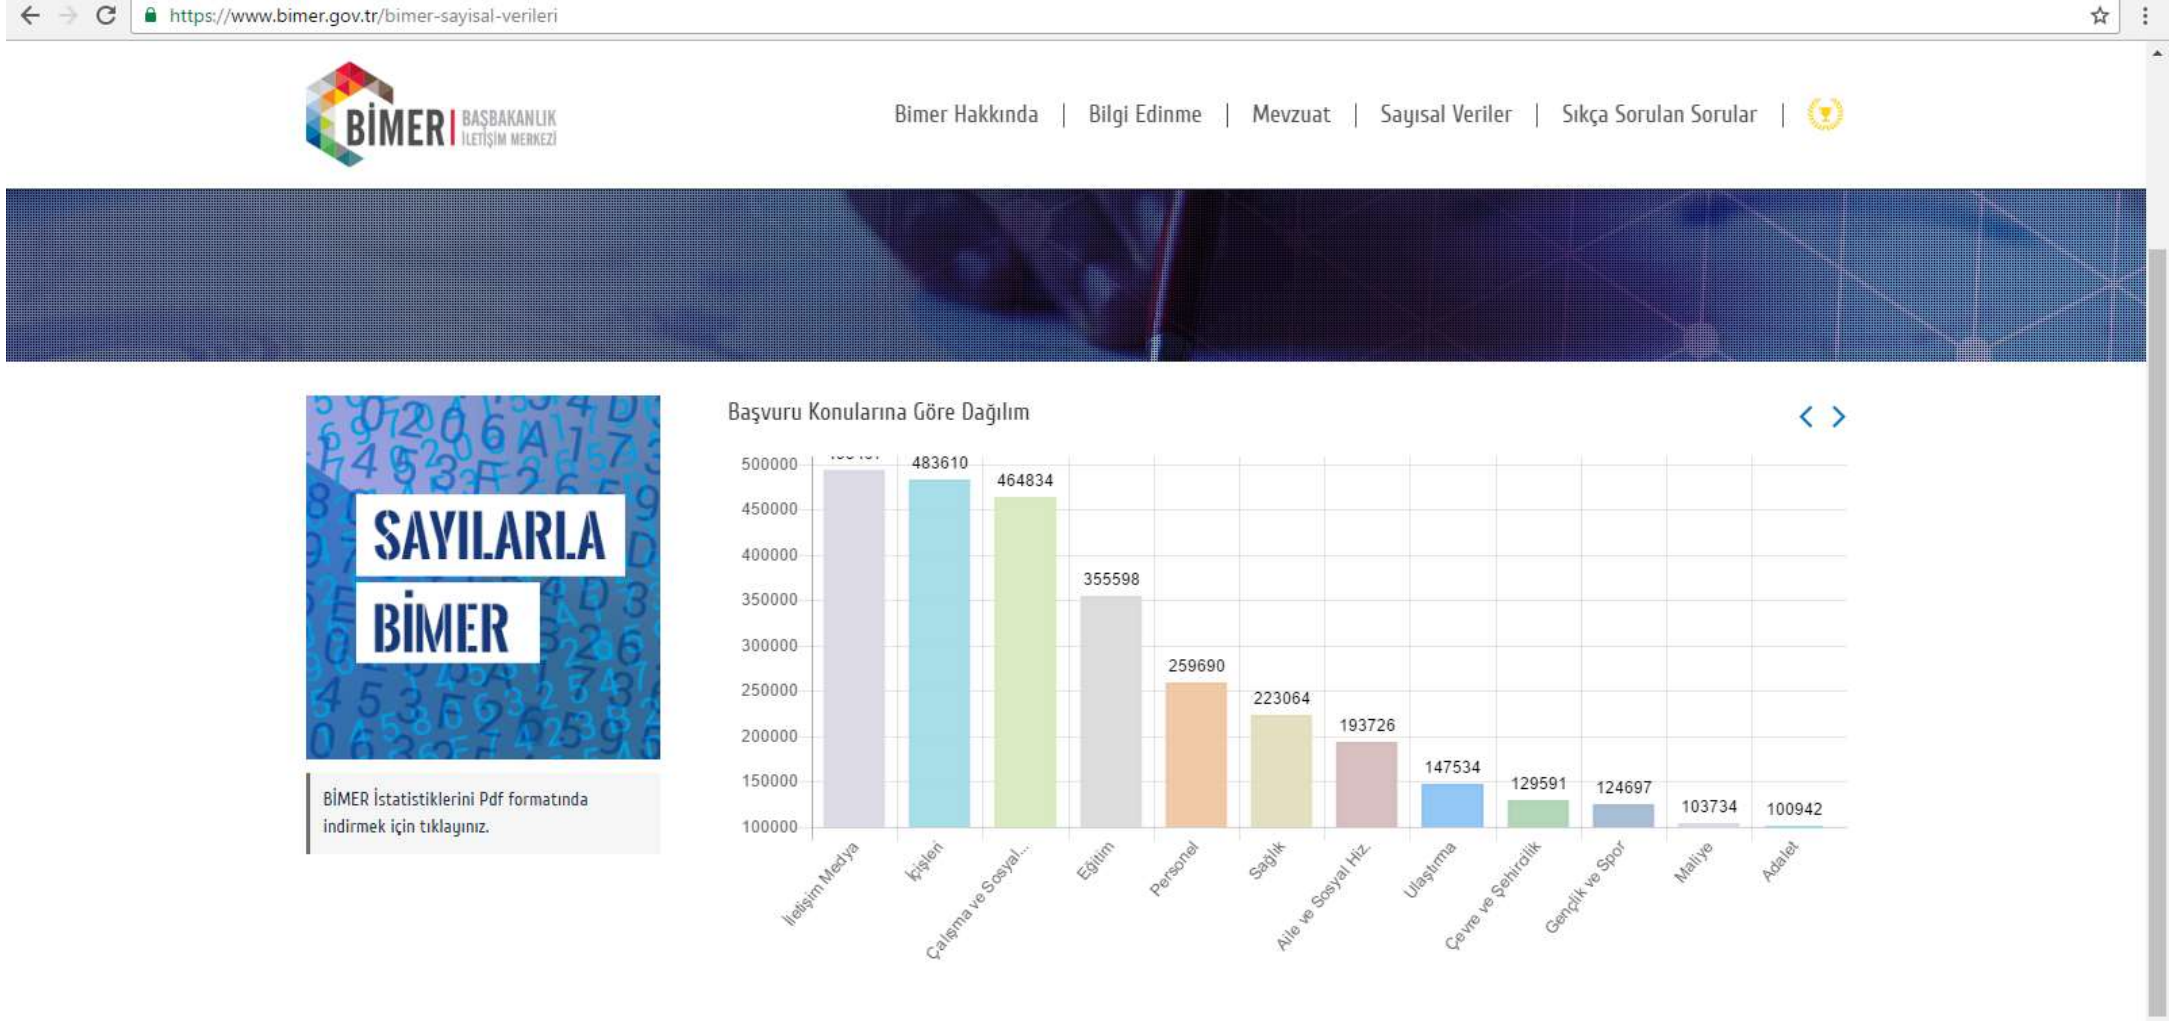 https://www.bimer.gov.tr/bimer-sayisal-verileri
BİMER
BAŞBAKANLIK
İLETİŞİM MERKEZİ
Bimer Hakkında | Bilgi Edinme | Mevzuat | Sayısal Veriler | Sıkça Sorulan Sorular |
SAYILARLA
BİMER
BİMER İstatistiklerini Pdf formatında
indirmek için tıklayınız.
Başvuru Konularına Göre Dağılım
500000
450000
400000
350000
300000
250000
200000
150000
100000
483610
464834
355598
259690
223064
193726
147534
129591
124697
103734
100942
İletişim Medya
İçişleri
Çalışma ve Sosyal...
Eğitim
Personel
Sağlık
Aile ve Sosyal Hiz.
Ulaştırma
Çevre ve Şehircilik
Gençlik ve Spor
Maliye
Adalet